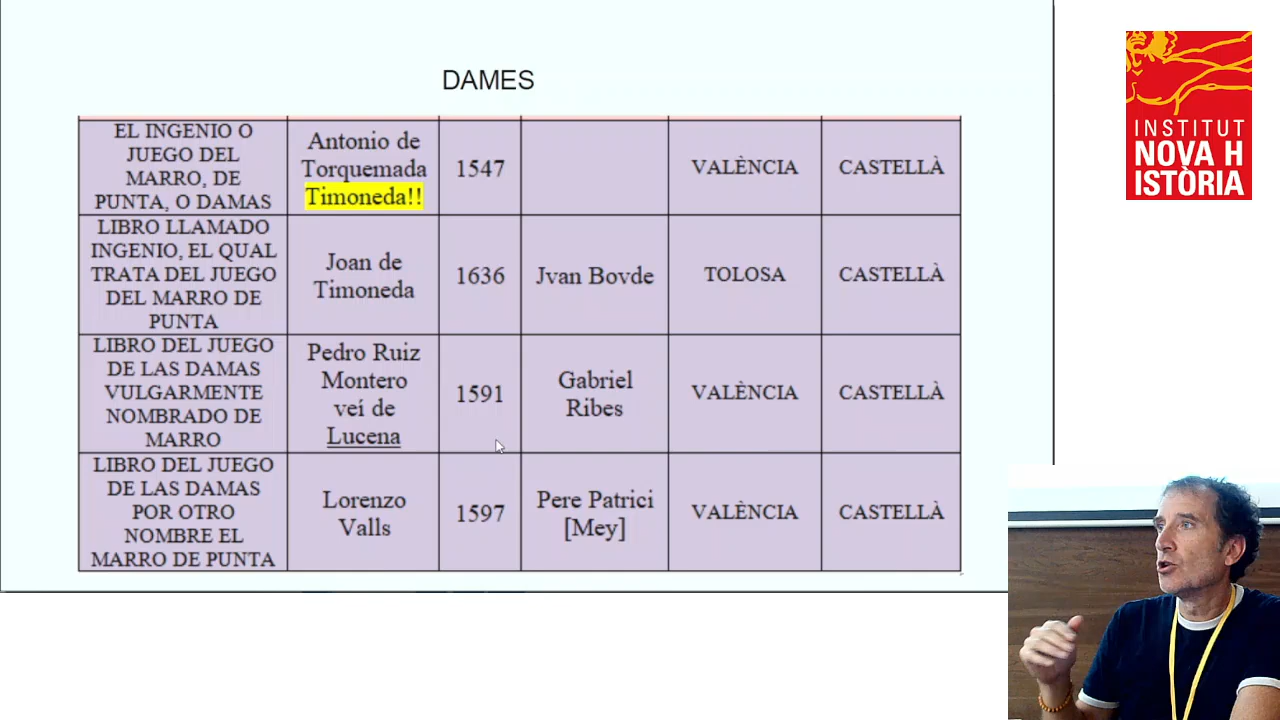 DAMES
EL INGENIO O
JUEGO DEL
MARRO, DE
PUNTA, O DAMAS
Antonio de
Torquemada
Timoneda!!
1547
VALÈNCIA
CASTELLÀ
LIBRO LLAMADO
INGENIO, EL QUAL
TRATA DEL JUEGO
DEL MARRO DE
PUNTA
Joan de
Timoneda
1636
Jvan Bovde
TOLOSA
CASTELLÀ
LIBRO DEL JUEGO
DE LAS DAMAS
VULGARMENTE
NOMBRADO DE
MARRO
Pedro Ruiz
Montero
veí de
Lucena
1591
Gabriel
Ribes
VALÈNCIA
CASTELLÀ
LIBRO DEL JUEGO
DE LAS DAMAS
POR OTRO
NOMBRE EL
MARRO DE PUNTA
Lorenzo
Valls
1597
Pere Patrici
[Mey]
VALÈNCIA
CASTELLÀ
INSTITUT
NOVA H
ISTÒRIA